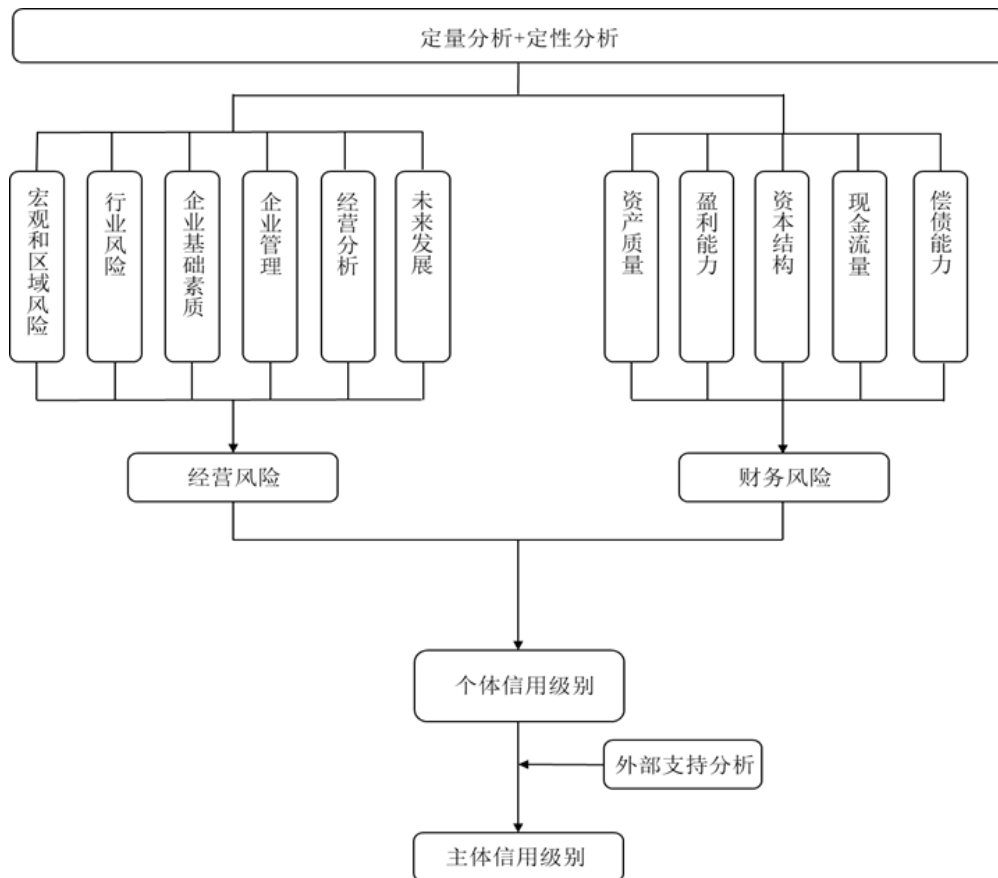 定量分析+定性分析
宏观和区域风险
行业风险
企业基础素质
企业管理
经营分析
未来发展
资产质量
盈利能力
资本结构
现金流量
偿债能力
经营风险
财务风险
个体信用级别
外部支持分析
主体信用级别